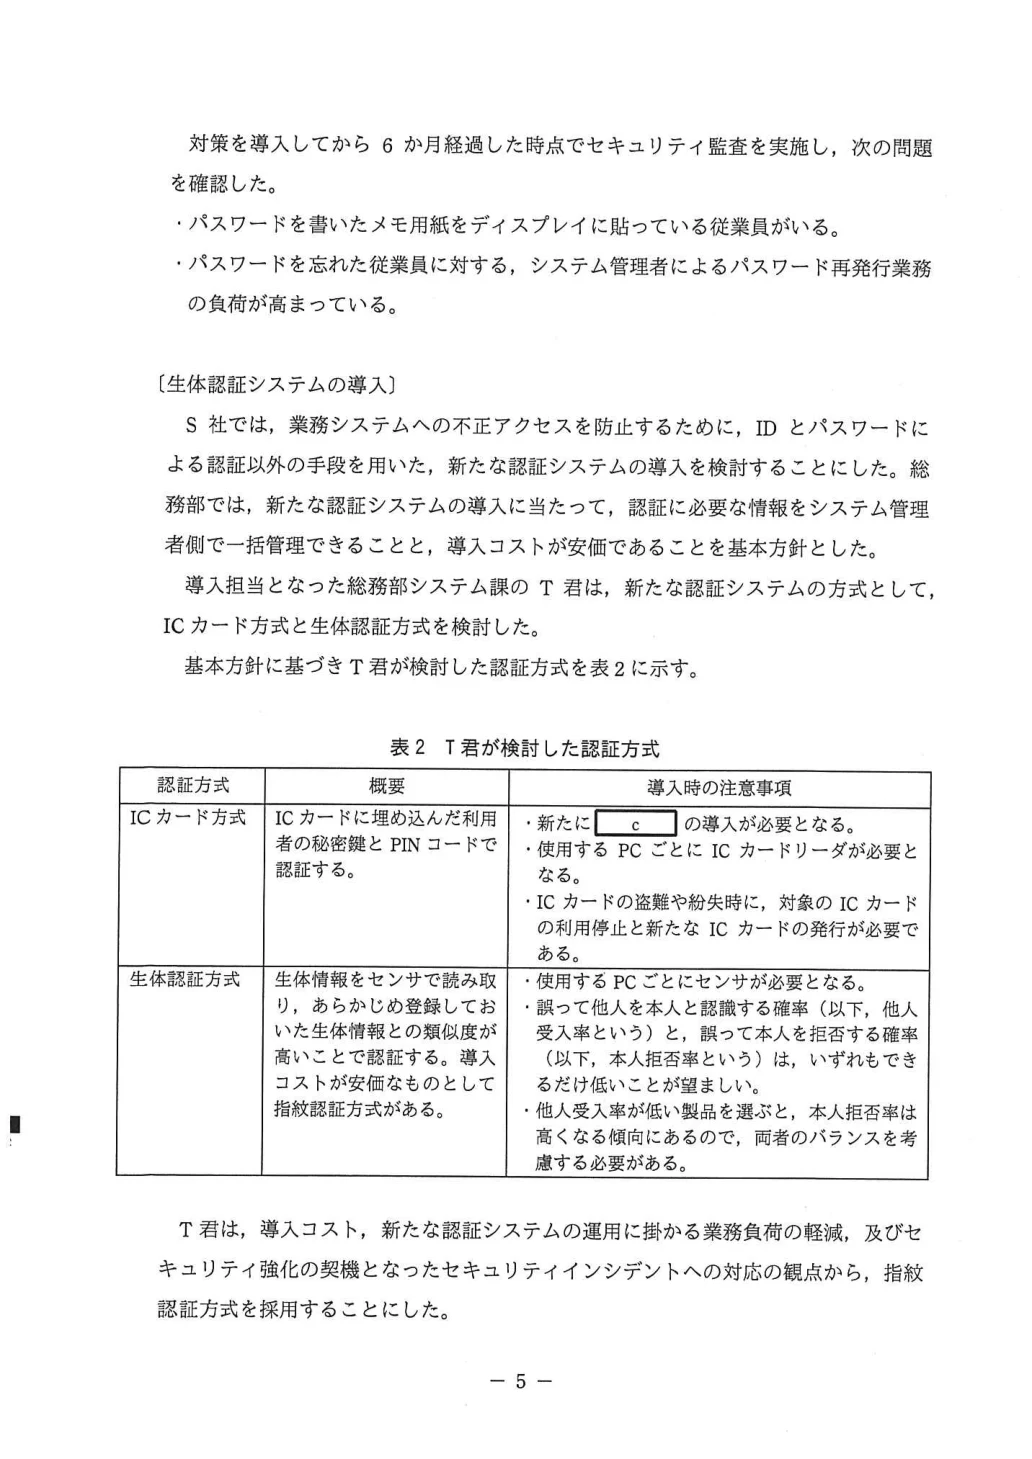 対策を導入してから 6 か月経過した時点でセキュリティ監査を実施し，次の問題
を確認した。
・パスワードを書いたメモ用紙をディスプレイに貼っている従業員がいる。
・パスワードを忘れた従業員に対する，システム管理者によるパスワード再発行業務
の負荷が高まっている。
〔生体認証システムの導入〕
S 社では，業務システムへの不正アクセスを防止するために，ID とパスワードに
よる認証以外の手段を用いた，新たな認証システムの導入を検討することにした。総
務部では，新たな認証システムの導入に当たって，認証に必要な情報をシステム管理
者側で一括管理できることと，導入コストが安価であることを基本方針とした。
導入担当となった総務部システム課の T 君は，新たな認証システムの方式として，
IC カード方式と生体認証方式を検討した。
基本方針に基づき T 君が検討した認証方式を表 2 に示す。
表 2　T 君が検討した認証方式
認証方式
概要
導入時の注意事項
IC カード方式
IC カードに埋め込んだ利用
者の秘密鍵と PIN コードで
認証する。
・新たに c の導入が必要となる。
・使用する PC ごとに IC カードリーダが必要と
なる。
・IC カードの盗難や紛失時に，対象の IC カード
の利用停止と新たな IC カードの発行が必要で
ある。
生体認証方式
生体情報をセンサで読み取
り，あらかじめ登録してお
いた生体情報との類似度が
高いことで認証する。導入
コストが安価なものとして
指紋認証方式がある。
・使用する PC ごとにセンサが必要となる。
・誤って他人を本人と認識する確率（以下，他人
受入率という）と，誤って本人を拒否する確率
（以下，本人拒否率という）は，いずれもでき
るだけ低いことが望ましい。
・他人受入率が低い製品を選ぶと，本人拒否率は
高くなる傾向にあるので，両者のバランスを考
慮する必要がある。
T 君は，導入コスト，新たな認証システムの運用に掛かる業務負荷の軽減，及びセ
キュリティ強化の契機となったセキュリティインシデントへの対応の観点から，指紋
認証方式を採用することにした。
－ 5 －